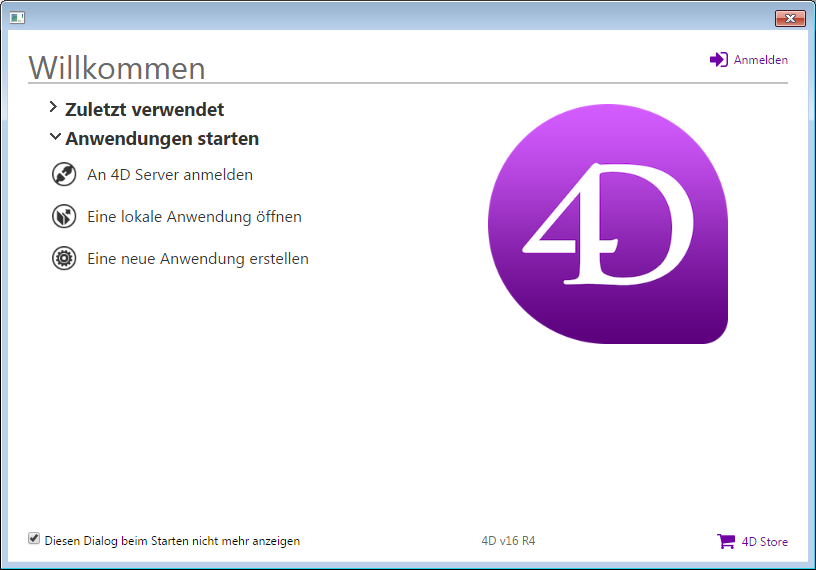 Willkommen
Anmelden
Zuletzt verwendet
Anwendungen starten
An 4D Server anmelden
Eine lokale Anwendung öffnen
Eine neue Anwendung erstellen
4D
Diesen Dialog beim Starten nicht mehr anzeigen
4D v16 R4
4D Store